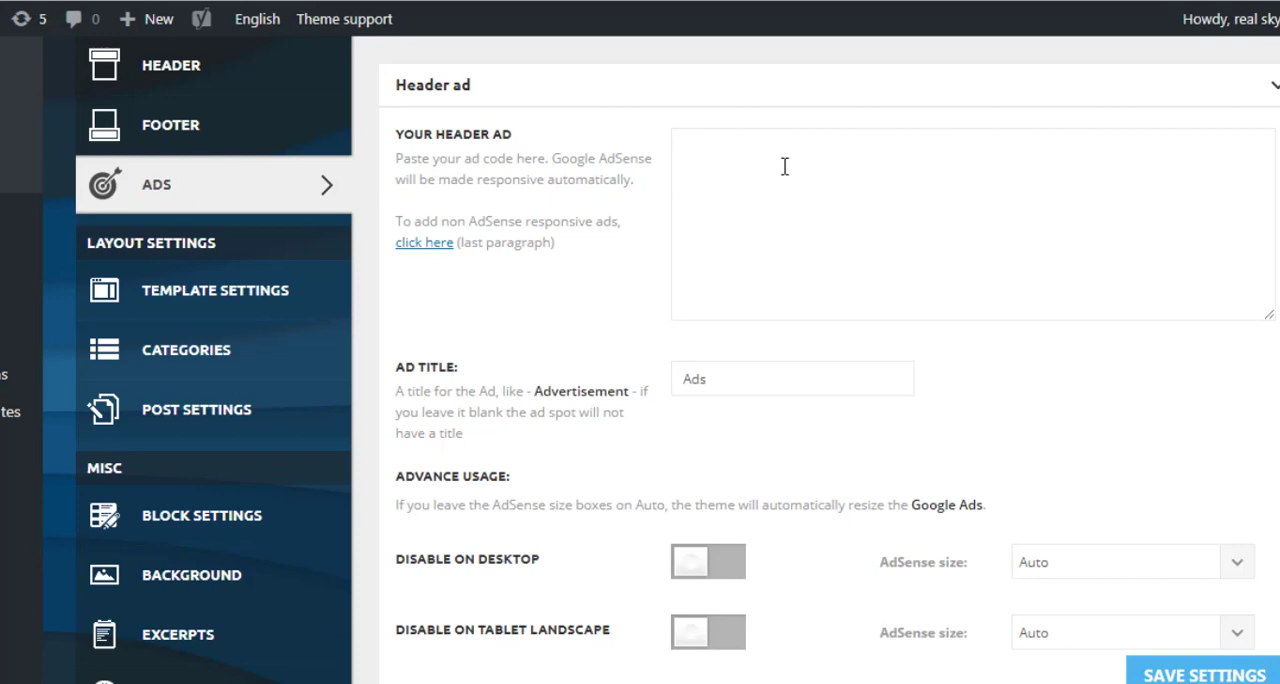 5 0 New English Theme support Howdy, real sky
HEADER
FOOTER
ADS
LAYOUT SETTINGS
TEMPLATE SETTINGS
CATEGORIES
POST SETTINGS
MISC
BLOCK SETTINGS
BACKGROUND
EXCERPTS
s
tes
Header ad
YOUR HEADER AD
Paste your ad code here. Google AdSense
will be made responsive automatically.
To add non AdSense responsive ads,
click here (last paragraph)
AD TITLE:
A title for the Ad, like - Advertisement - if
you leave it blank the ad spot will not
have a title
Ads
ADVANCE USAGE:
If you leave the AdSense size boxes on Auto, the theme will automatically resize the Google Ads.
DISABLE ON DESKTOP AdSense size: Auto
DISABLE ON TABLET LANDSCAPE AdSense size: Auto
SAVE SETTINGS